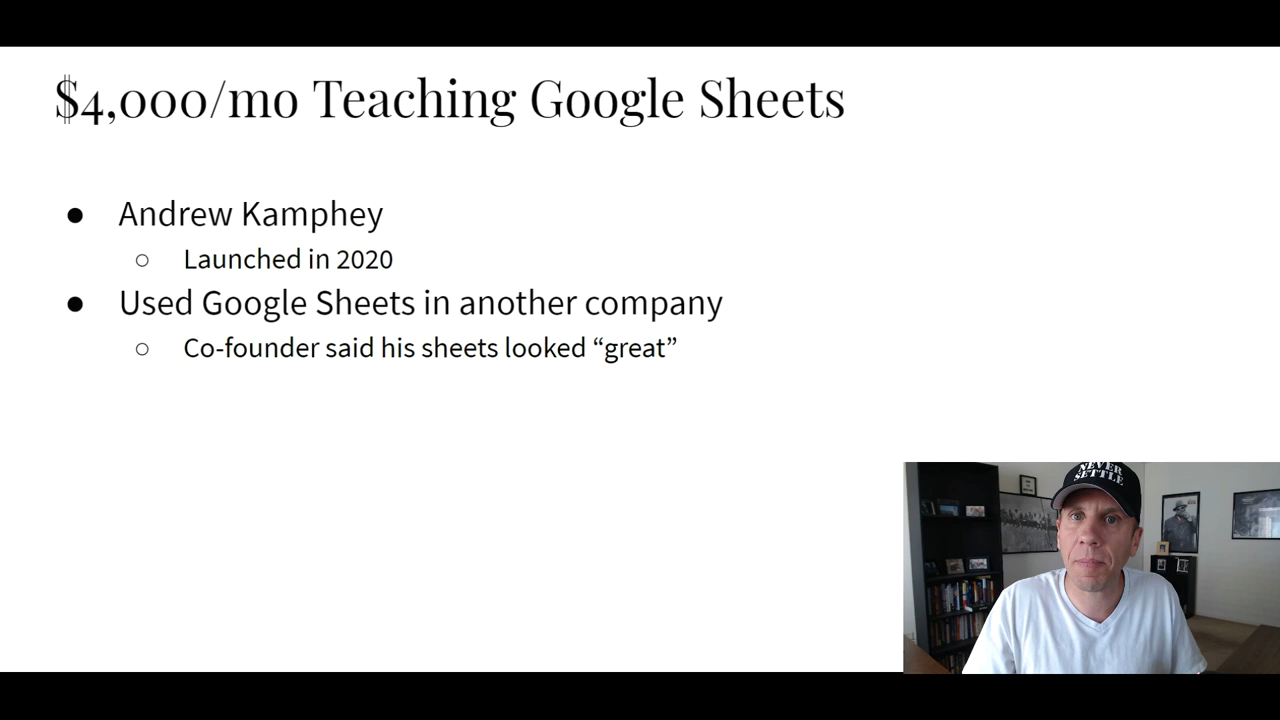 $4,000/mo Teaching Google Sheets
● Andrew Kamphey
○ Launched in 2020
● Used Google Sheets in another company
○ Co-founder said his sheets looked “great”
NEVER
SETTLE